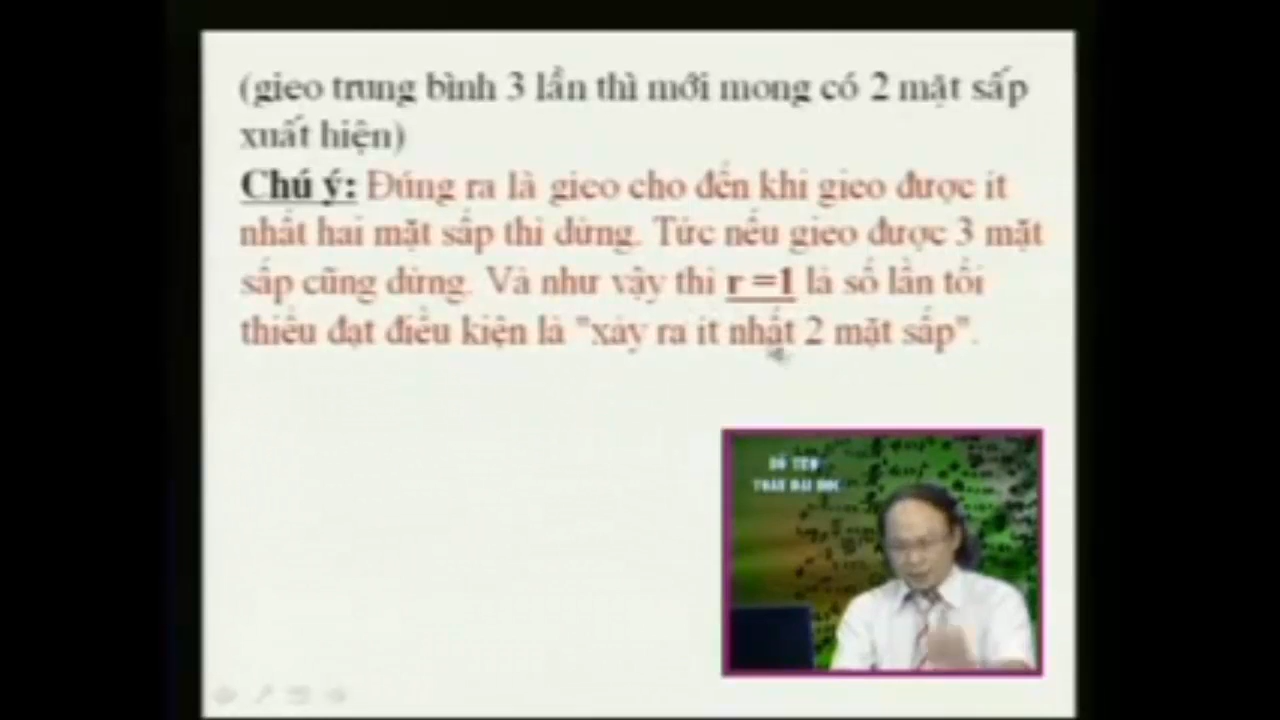 (gieo trung bình 3 lần thì mới mong có 2 mặt sấp
xuất hiện)
Chú ý: Đúng ra là gieo cho đến khi gieo được ít
nhất hai mặt sấp thì dừng. Tức nếu gieo được 3 mặt
sấp cũng dừng. Và như vậy thì r =1 là số lần tối
thiểu đạt điều kiện là "xảy ra ít nhất 2 mặt sấp".